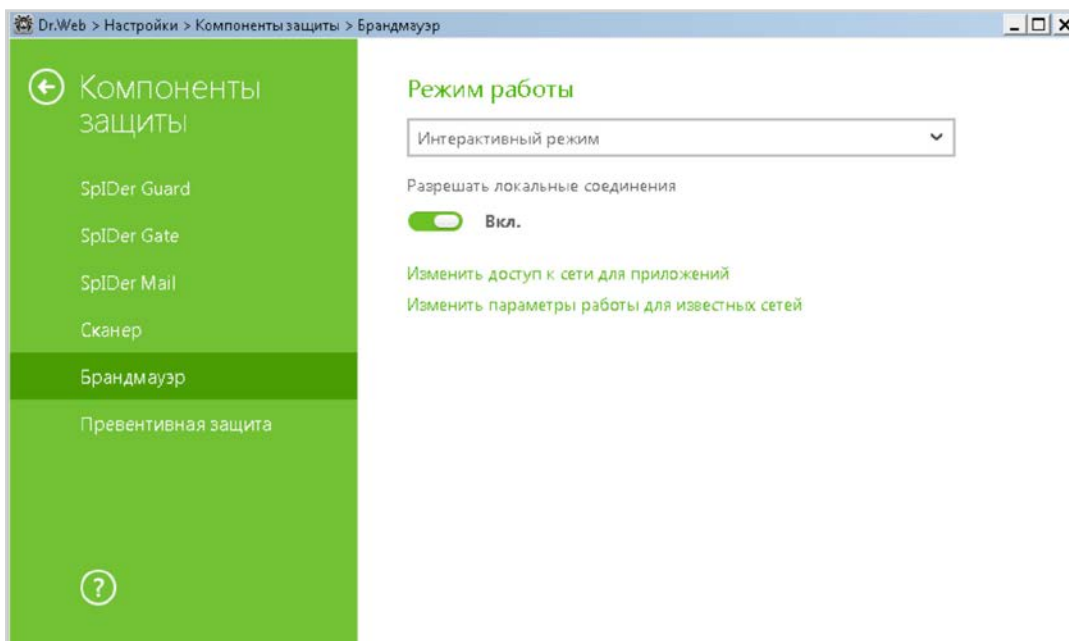 Dr.Web > Настройки > Компоненты защиты > Брандмауэр
Компоненты
защиты
SpIDer Guard
SpIDer Gate
SpIDer Mail
Сканер
Брандмауэр
Превентивная защита
?
Режим работы
Интерактивный режим
Разрешать локальные соединения
Вкл.
Изменить доступ к сети для приложений
Изменить параметры работы для известных сетей